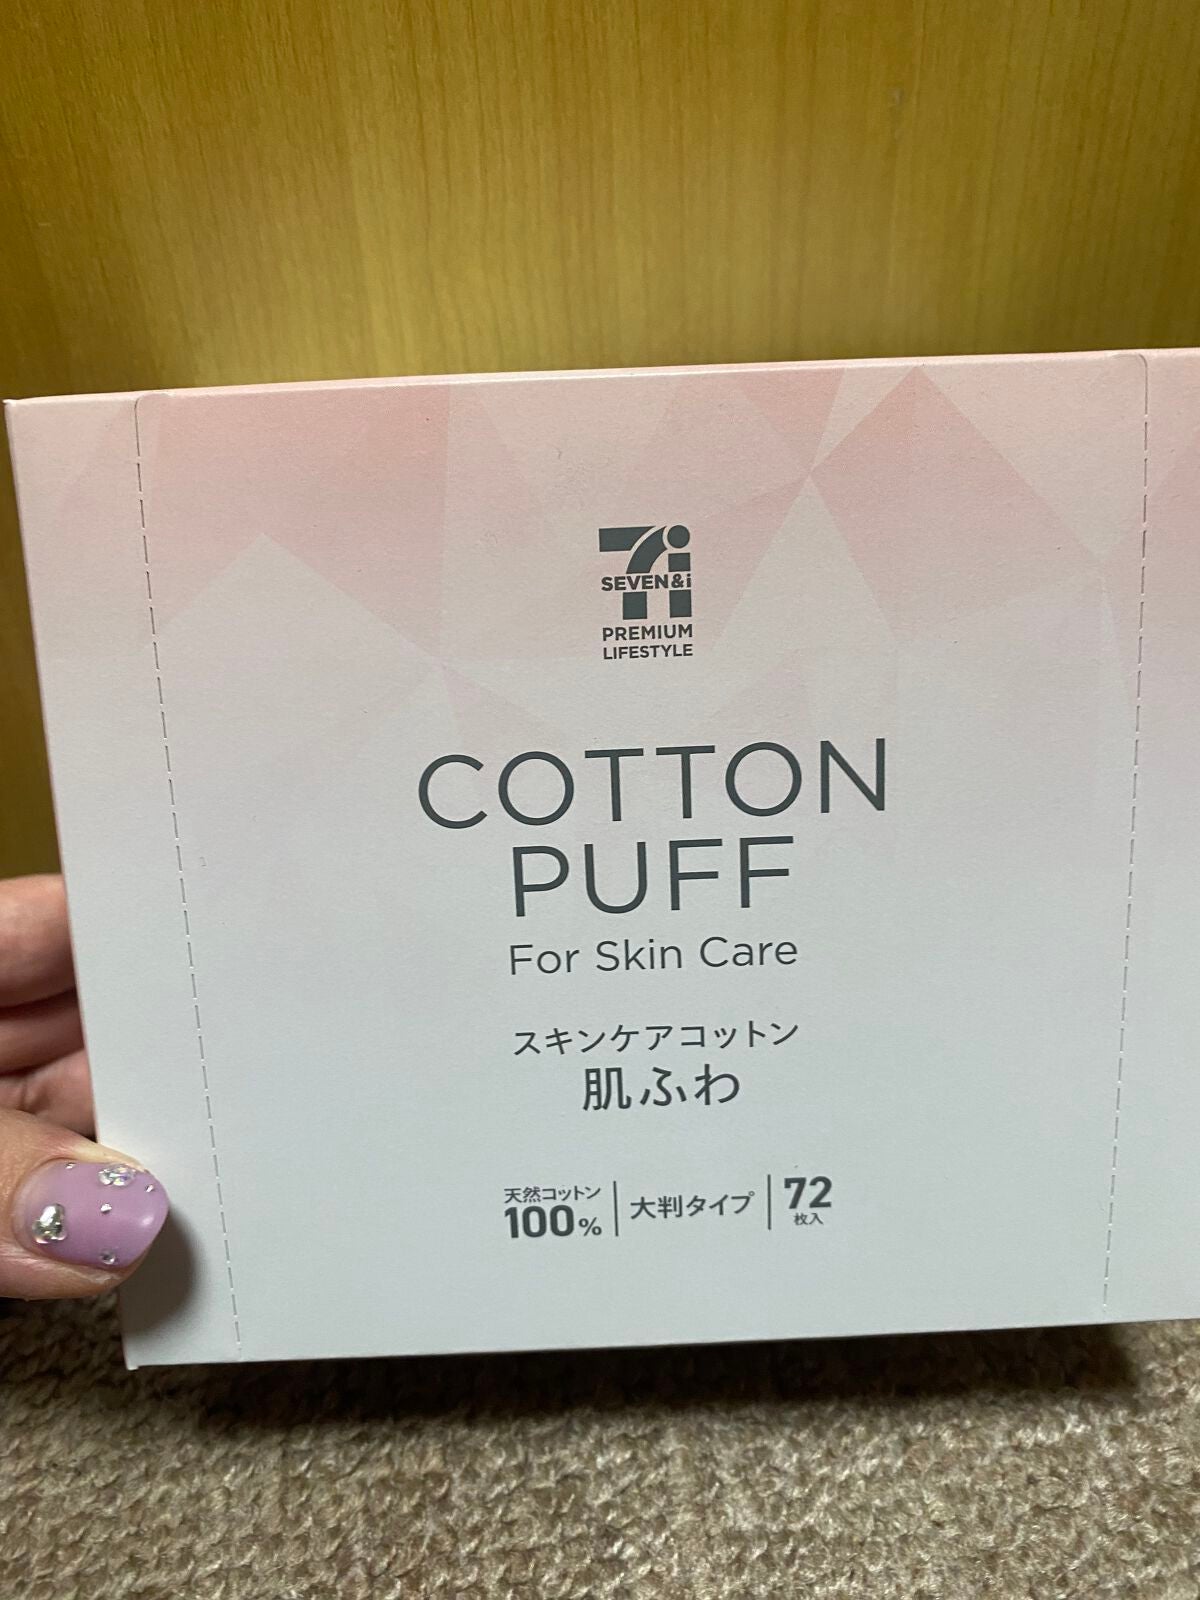 7i
SEVEN&i
PREMIUM
LIFESTYLE
COTTON
PUFF
For Skin Care
スキンケアコットン
肌ふわ
天然コットン
100%
大判タイプ
72
枚入